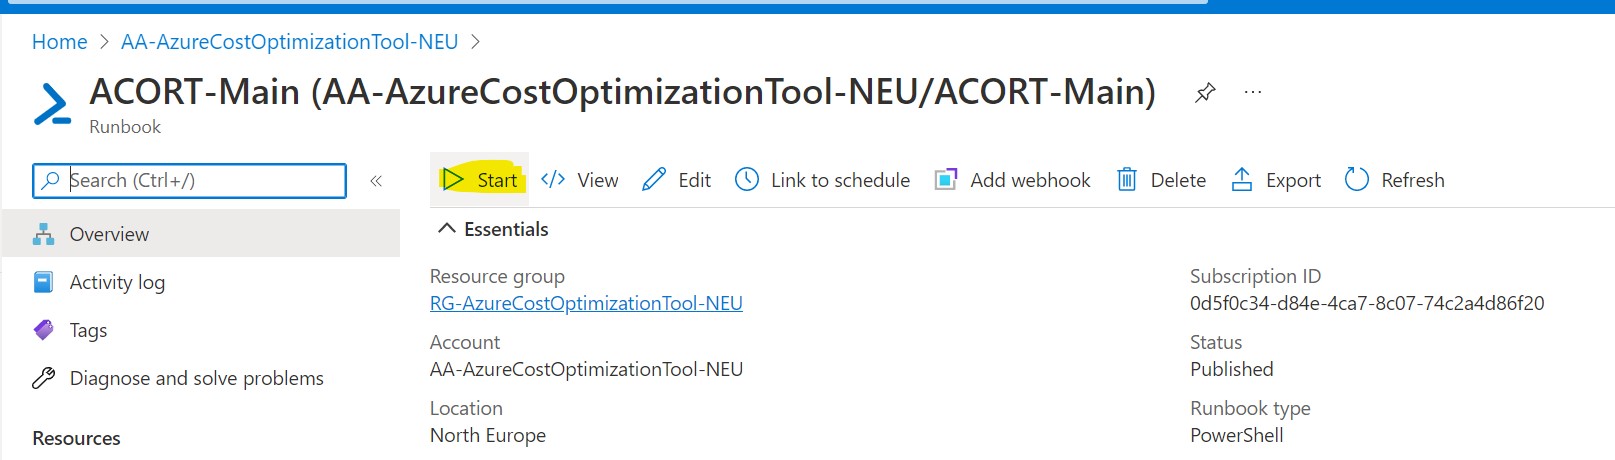 Home > AA-AzureCostOptimizationTool-NEU >
ACORT-Main (AA-AzureCostOptimizationTool-NEU/ACORT-Main) ...
Runbook
Search (Ctrl+/) «
Start View Edit Link to schedule Add webhook Delete Export Refresh
Overview
Activity log
Tags
Diagnose and solve problems
Resources
Essentials
Resource group
RG-AzureCostOptimizationTool-NEU
Account
AA-AzureCostOptimizationTool-NEU
Location
North Europe
Subscription ID
0d5f0c34-d84e-4ca7-8c07-74c2a4d86f20
Status
Published
Runbook type
PowerShell